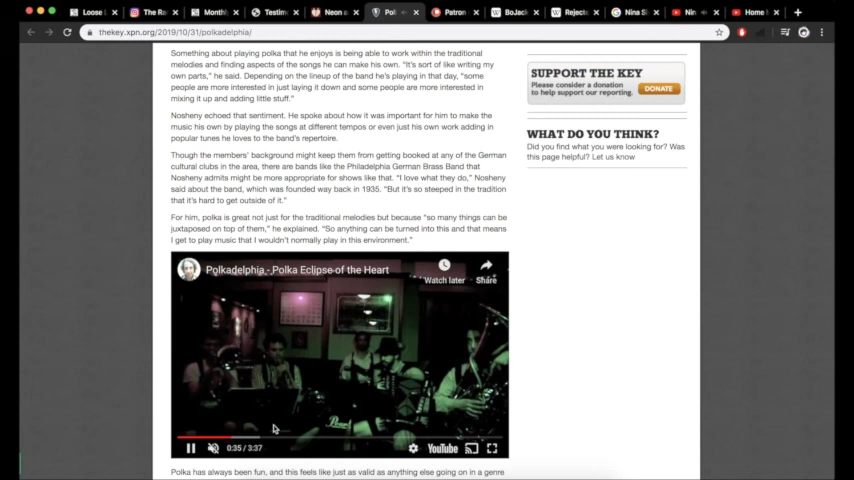 Loose L
The Ra
Monthl
Testim
Neon a
Pol
Patron
BoJac
Reject
Nina Si
Nin
Home I
thekey.xpn.org/2019/10/31/polkadelphia/
Something about playing polka that he enjoys is being able to work within the traditional
melodies and finding aspects of the songs he can make his own. “It’s sort of like writing my
own parts,” he said. Depending on the lineup of the band he’s playing in that day, “some
people are more interested in just laying it down and some people are more interested in
mixing it up and adding little stuff.”
Nosheny echoed that sentiment. He spoke about how it was important for him to make the
music his own by playing the songs at different tempos or even just his own work adding in
popular tunes he loves to the band’s repertoire.
Though the members’ background might keep them from getting booked at any of the German
cultural clubs in the area, there are bands like the Philadelphia German Brass Band that
Nosheny admits might be more appropriate for shows like that. “I love what they do,” Nosheny
said about the band, which was founded way back in 1935. “But it’s so steeped in the tradition
that it’s hard to get outside of it.”
For him, polka is great not just for the traditional melodies but because “so many things can be
juxtaposed on top of them,” he explained. “So anything can be turned into this and that means
I get to play music that I wouldn’t normally play in this environment.”
Polkadelphia - Polka Eclipse of the Heart
Watch later
Share
0:35 / 3:37
YouTube
Polka has always been fun, and this feels like just as valid as anything else going on in a genre
SUPPORT THE KEY
Please consider a donation
to help support our reporting.
DONATE
WHAT DO YOU THINK?
Did you find what you were looking for? Was
this page helpful? Let us know